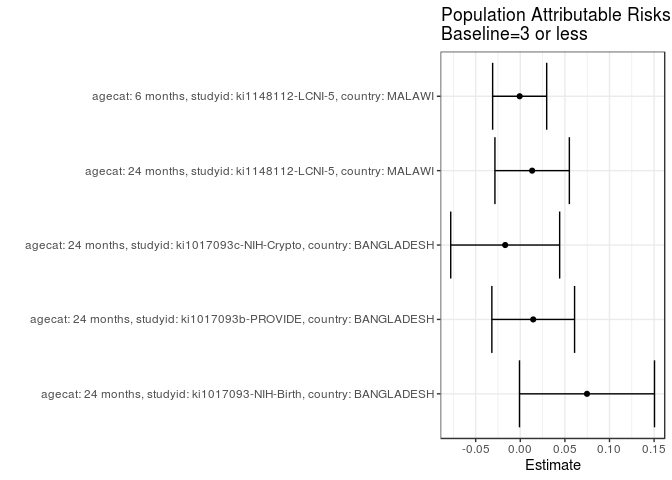 Population Attributable Risks
Baseline=3 or less
agecat: 6 months, studyid: ki1148112-LCNI-5, country: MALAWI
agecat: 24 months, studyid: ki1148112-LCNI-5, country: MALAWI
agecat: 24 months, studyid: ki1017093c-NIH-Crypto, country: BANGLADESH
agecat: 24 months, studyid: ki1017093b-PROVIDE, country: BANGLADESH
agecat: 24 months, studyid: ki1017093-NIH-Birth, country: BANGLADESH
-0.05 0.00 0.05 0.10 0.15
Estimate